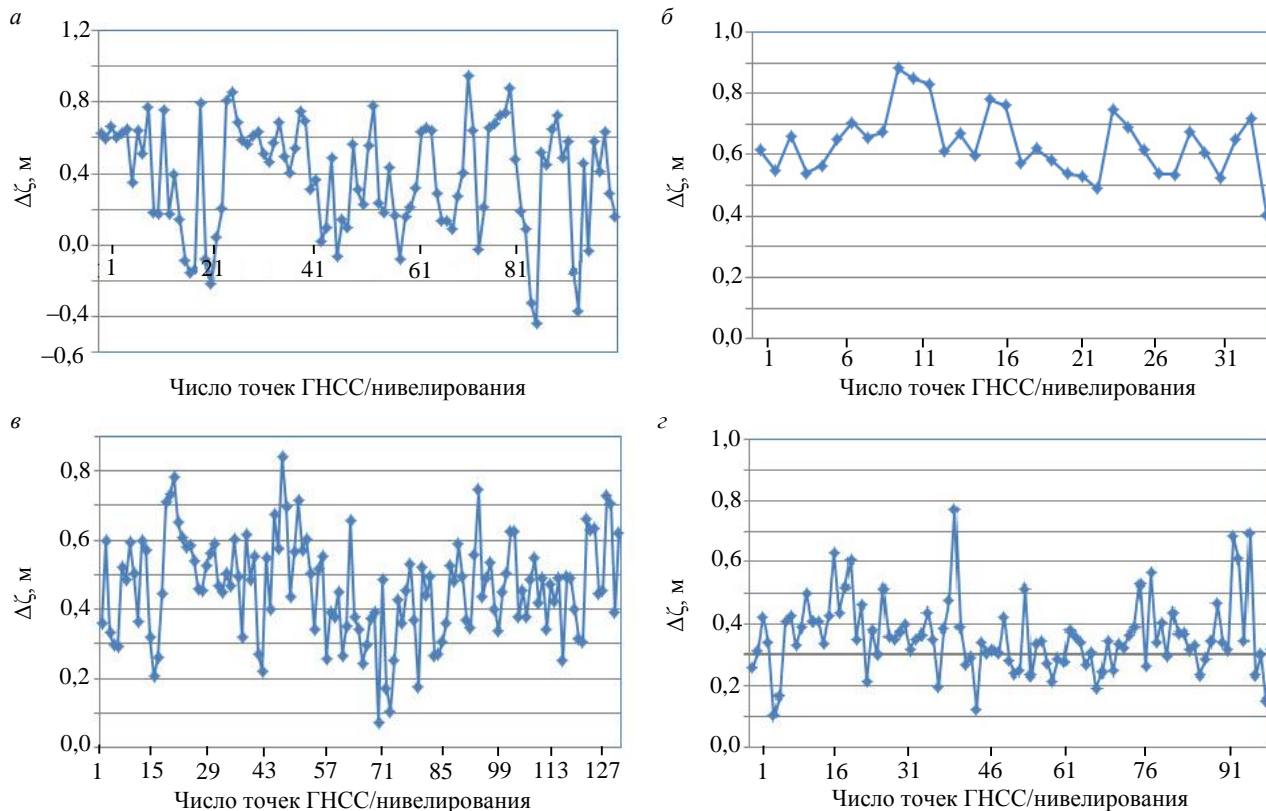 а
1,2
0,8
0,4
0,0
–0,4
–0,6
Δζ, м
1 21 41 61 81
Число точек ГНСС/нивелирования
б
1,0
0,8
0,6
0,4
0,2
0,0
Δζ, м
1 6 11 16 21 26 31
Число точек ГНСС/нивелирования
в
0,8
0,6
0,4
0,2
0,0
Δζ, м
1 15 29 43 57 71 85 99 113 127
Число точек ГНСС/нивелирования
г
1,0
0,8
0,6
0,4
0,2
0,0
Δζ, м
1 16 31 46 61 76 91
Число точек ГНСС/нивелирования